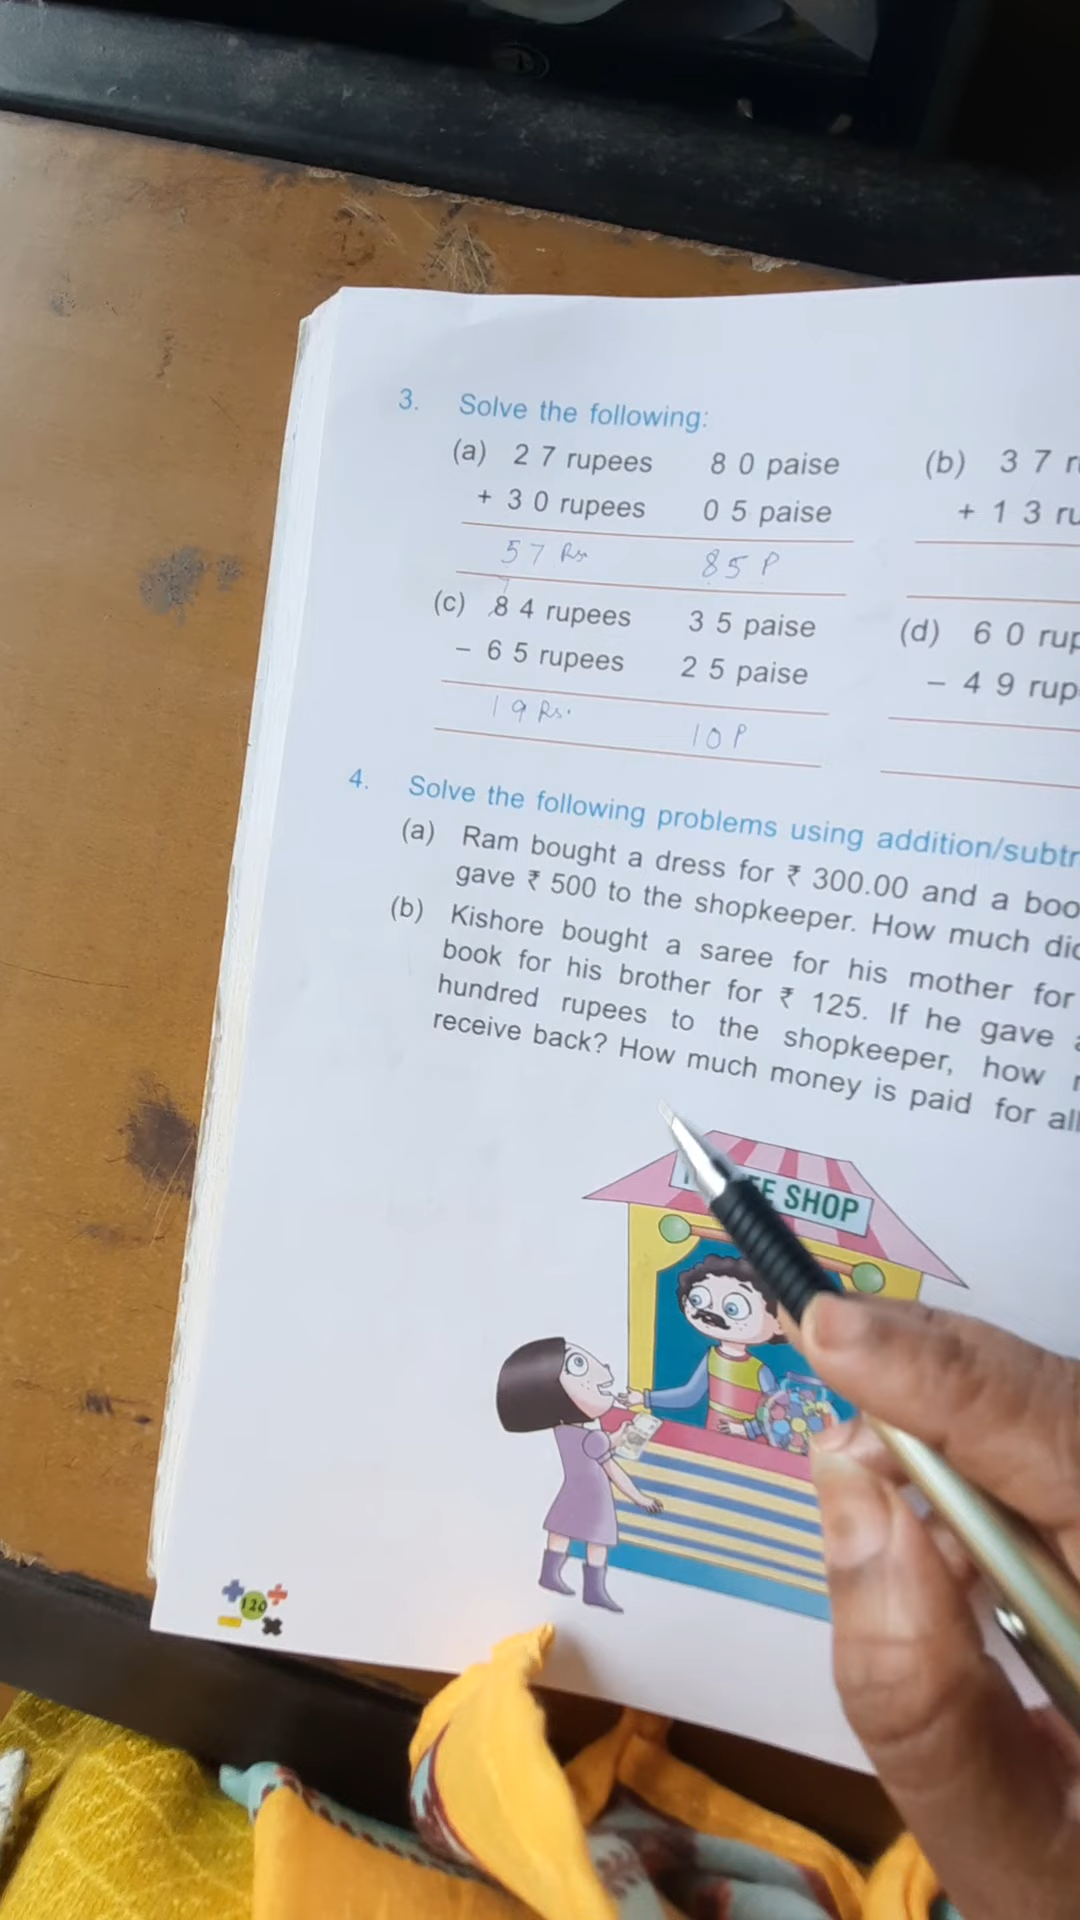 3. Solve the following:
(a) 2 7 rupees 8 0 paise
+ 3 0 rupees 0 5 paise
57 Rs 85 P
(b) 3 7
+ 1 3
(c) 8 4 rupees 3 5 paise
7
– 6 5 rupees 2 5 paise
19 Rs. 10 P
(d) 6 0 rup
– 4 9 rup
4. Solve the following problems using addition/subtr
(a) Ram bought a dress for ₹ 300.00 and a boo
gave ₹ 500 to the shopkeeper. How much did
(b) Kishore bought a saree for his mother for
book for his brother for ₹ 125. If he gave
hundred rupees to the shopkeeper, how
receive back? How much money is paid for all
SHOP
120